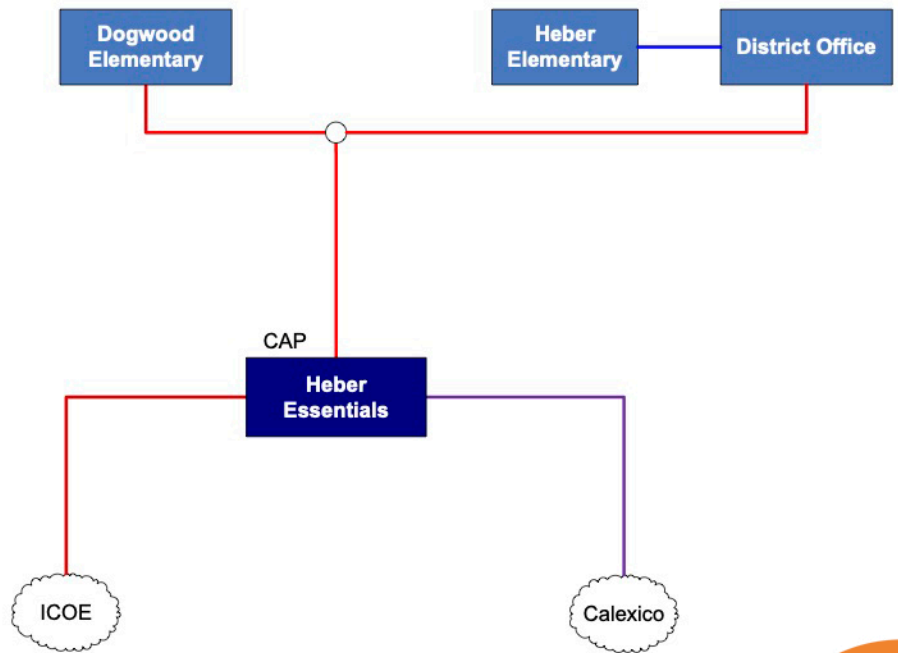 Dogwood
Elementary
Heber
Elementary
District Office
CAP
Heber
Essentials
ICOE
Calexico